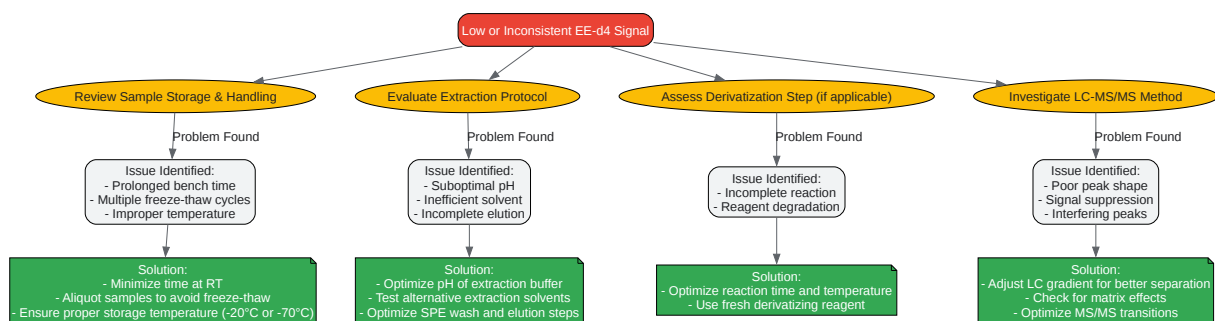 Low or Inconsistent EE-d4 Signal
Review Sample Storage & Handling
Evaluate Extraction Protocol
Assess Derivatization Step (if applicable)
Investigate LC-MS/MS Method
Problem Found
Problem Found
Problem Found
Problem Found
Issue Identified:
- Prolonged bench time
- Multiple freeze-thaw cycles
- Improper temperature
Issue Identified:
- Suboptimal pH
- Inefficient solvent
- Incomplete elution
Issue Identified:
- Incomplete reaction
- Reagent degradation
Issue Identified:
- Poor peak shape
- Signal suppression
- Interfering peaks
Solution:
- Minimize time at RT
- Aliquot samples to avoid freeze-thaw
- Ensure proper storage temperature (-20°C or -70°C)
Solution:
- Optimize pH of extraction buffer
- Test alternative extraction solvents
- Optimize SPE wash and elution steps
Solution:
- Optimize reaction time and temperature
- Use fresh derivatizing reagent
Solution:
- Adjust LC gradient for better separation
- Check for matrix effects
- Optimize MS/MS transitions